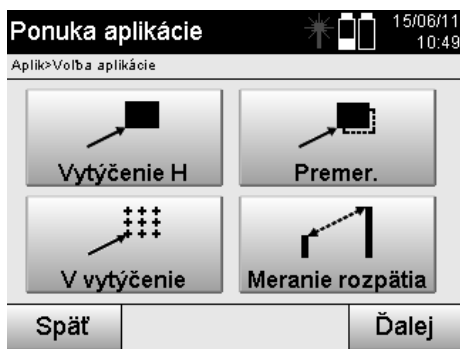 Ponuka aplikácie
15/06/11
10:49
Aplik>Voľba aplikácie
Vytýčenie H
Premer.
V vytýčenie
Meranie rozpätia
Späť
Ďalej